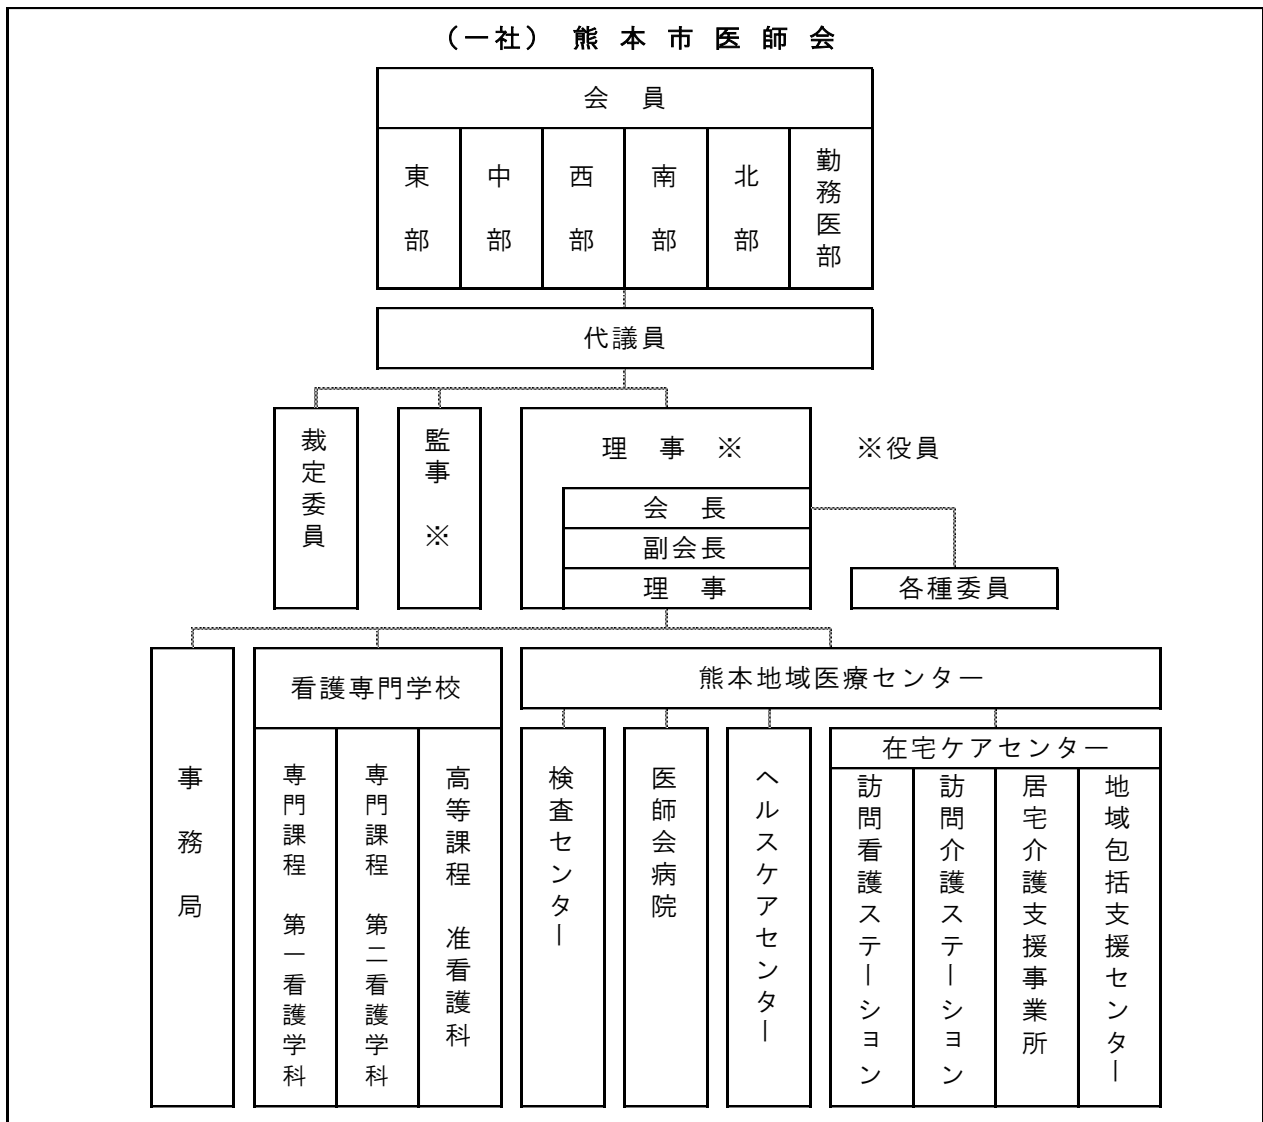 （一社） 熊 本 市 医 師 会
会 員
東 部
中 部
西 部
南 部
北 部
勤務医部
代議員
裁定委員
監事 ※
理 事 ※
※役員
会 長
副会長
理 事
各種委員
事 務 局
看護専門学校
専門課程 第一看護学科
専門課程 第二看護学科
高等課程 准看護科
熊本地域医療センター
検査センター
医師会病院
ヘルスケアセンター
在宅ケアセンター
訪問看護ステーション
訪問介護ステーション
居宅介護支援事業所
地域包括支援センター